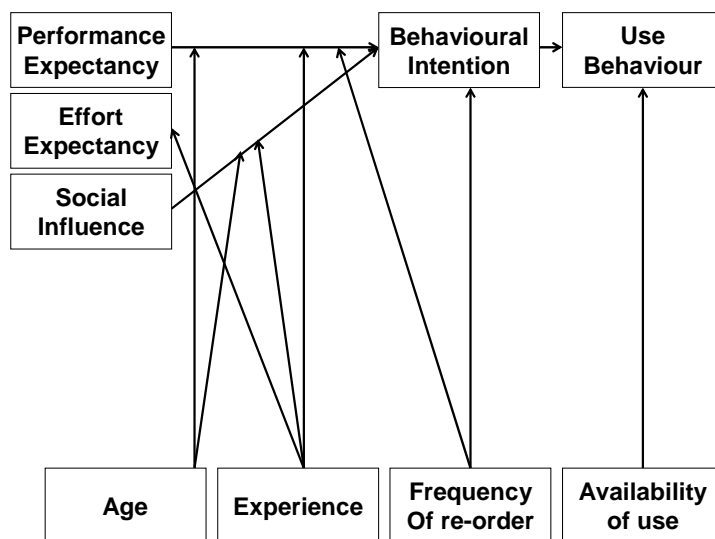 Performance
Expectancy
Behavioural
Intention
Use
Behaviour
Effort
Expectancy
Social
Influence
Age
Experience
Frequency
Of re-order
Availability
of use